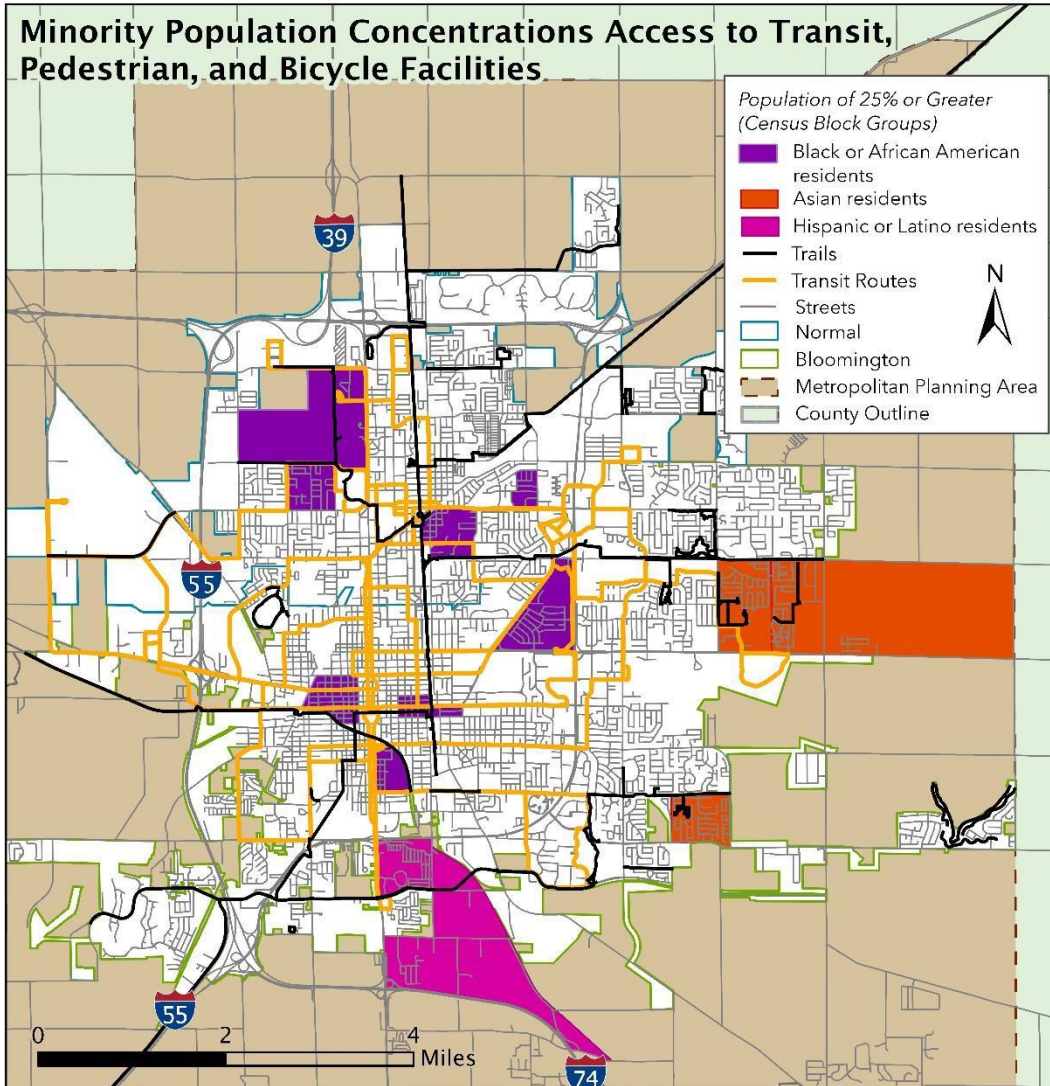 Minority Population Concentrations Access to Transit,
Pedestrian, and Bicycle Facilities
Population of 25% or Greater
(Census Block Groups)
Black or African American
residents
Asian residents
Hispanic or Latino residents
Trails
Transit Routes
Streets
Normal
Bloomington
Metropolitan Planning Area
County Outline
N
39
55
55
74
0 2 4
Miles